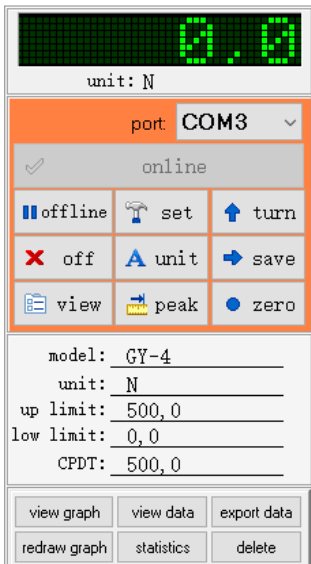 0.0
unit: N
port: COM3
online
offline set turn
off unit save
view peak zero
model: GY-4
unit: N
up limit: 500,0
low limit: 0,0
CPDT: 500,0
view graph view data export data
redraw graph statistics delete